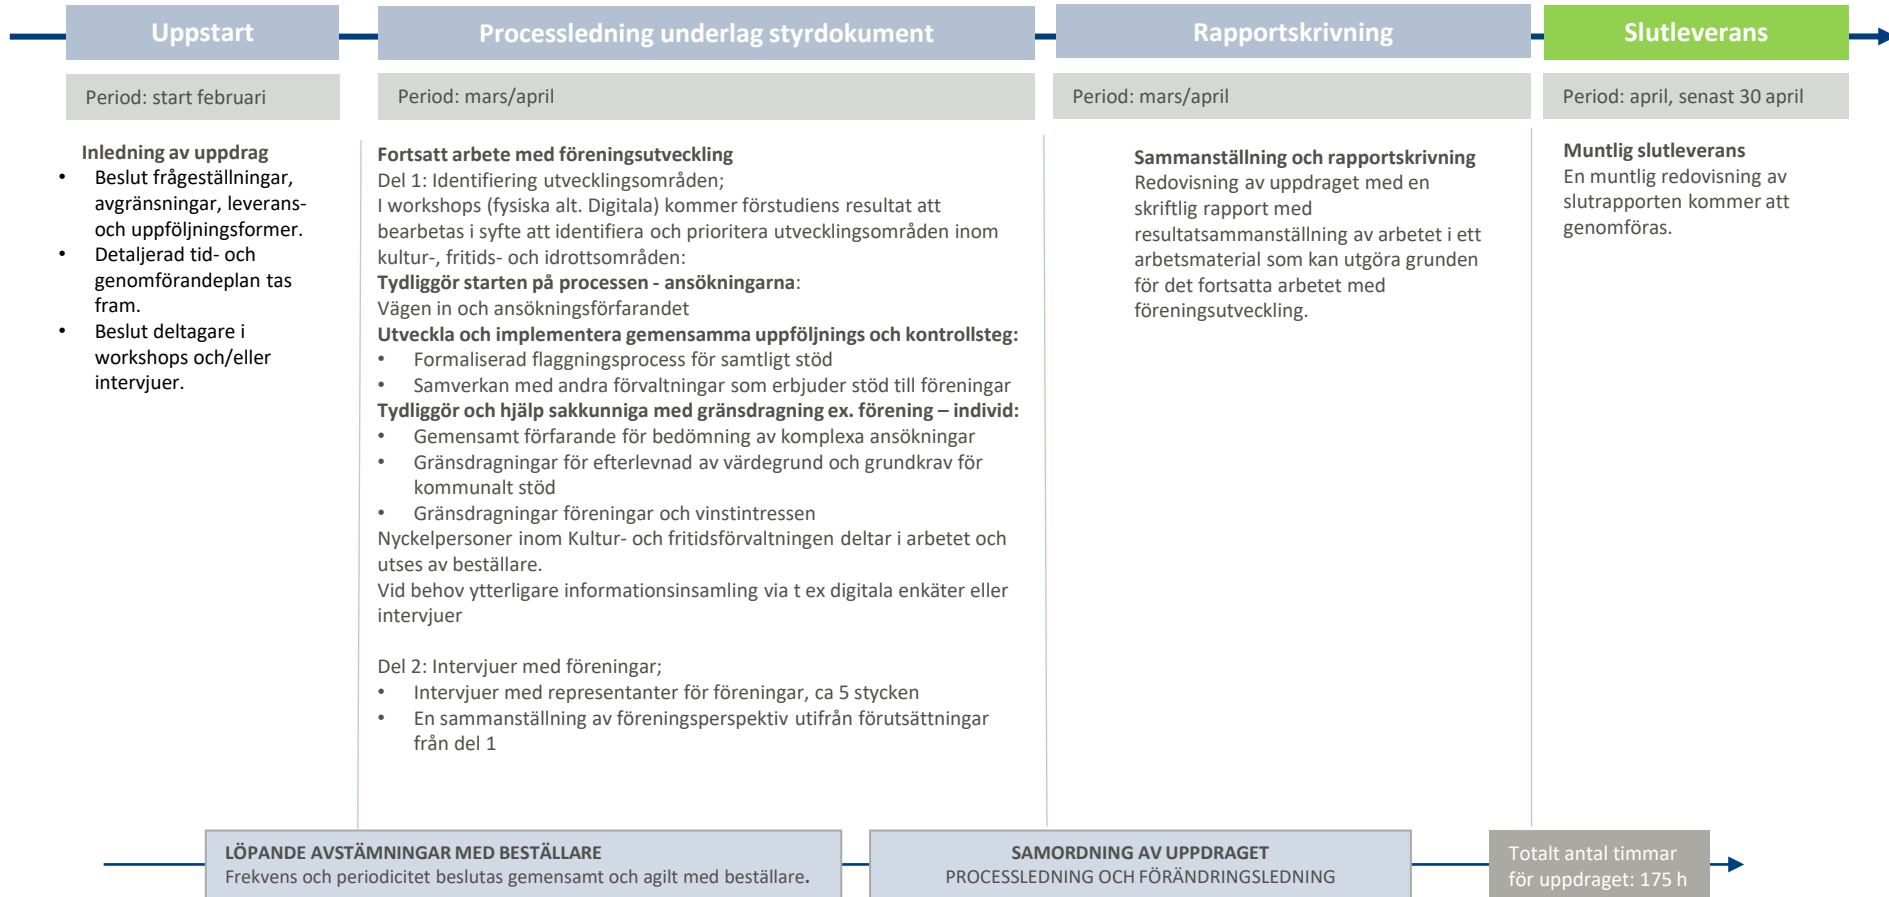 Uppstart
Processledning underlag styrdokument
Rapportskrivning
Slutleverans
Period: start februari
Period: mars/april
Period: mars/april
Period: april, senast 30 april
Inledning av uppdrag
• Beslut frågeställningar,
avgränsningar, leverans-
och uppföljningsformer.
• Detaljerad tid- och
genomförandeplan tas
fram.
• Beslut deltagare i
workshops och/eller
intervjuer.
Fortsatt arbete med föreningsutveckling
Del 1: Identifiering utvecklingsområden;
I workshops (fysiska alt. Digitala) kommer förstudiens resultat att
bearbetas i syfte att identifiera och prioritera utvecklingsområden inom
kultur-, fritids- och idrottsområden:
Tydliggör starten på processen - ansökningarna:
Vägen in och ansökningsförfarandet
Utveckla och implementera gemensamma uppföljnings och kontrollsteg:
• Formaliserad flaggningsprocess för samtligt stöd
• Samverkan med andra förvaltningar som erbjuder stöd till föreningar
Tydliggör och hjälp sakkunniga med gränsdragning ex. förening – individ:
• Gemensamt förfarande för bedömning av komplexa ansökningar
• Gränsdragningar för efterlevnad av värdegrund och grundkrav för
kommunalt stöd
• Gränsdragningar föreningar och vinstintressen
Nyckelpersoner inom Kultur- och fritidsförvaltningen deltar i arbetet och
utses av beställare.
Vid behov ytterligare informationsinsamling via t ex digitala enkäter eller
intervjuer
Del 2: Intervjuer med föreningar;
• Intervjuer med representanter för föreningar, ca 5 stycken
• En sammanställning av föreningsperspektiv utifrån förutsättningar
från del 1
Sammanställning och rapportskrivning
Redovisning av uppdraget med en
skriftlig rapport med
resultatsammanställning av arbetet i ett
arbetsmaterial som kan utgöra grunden
för det fortsatta arbetet med
föreningsutveckling.
Muntlig slutleverans
En muntlig redovisning av
slutrapporten kommer att
genomföras.
LÖPANDE AVSTÄMNINGAR MED BESTÄLLARE
Frekvens och periodicitet beslutas gemensamt och agilt med beställare.
SAMORDNING AV UPPDRAGET
PROCESSLEDNING OCH FÖRÄNDRINGSLEDNING
Totalt antal timmar
för uppdraget: 175 h